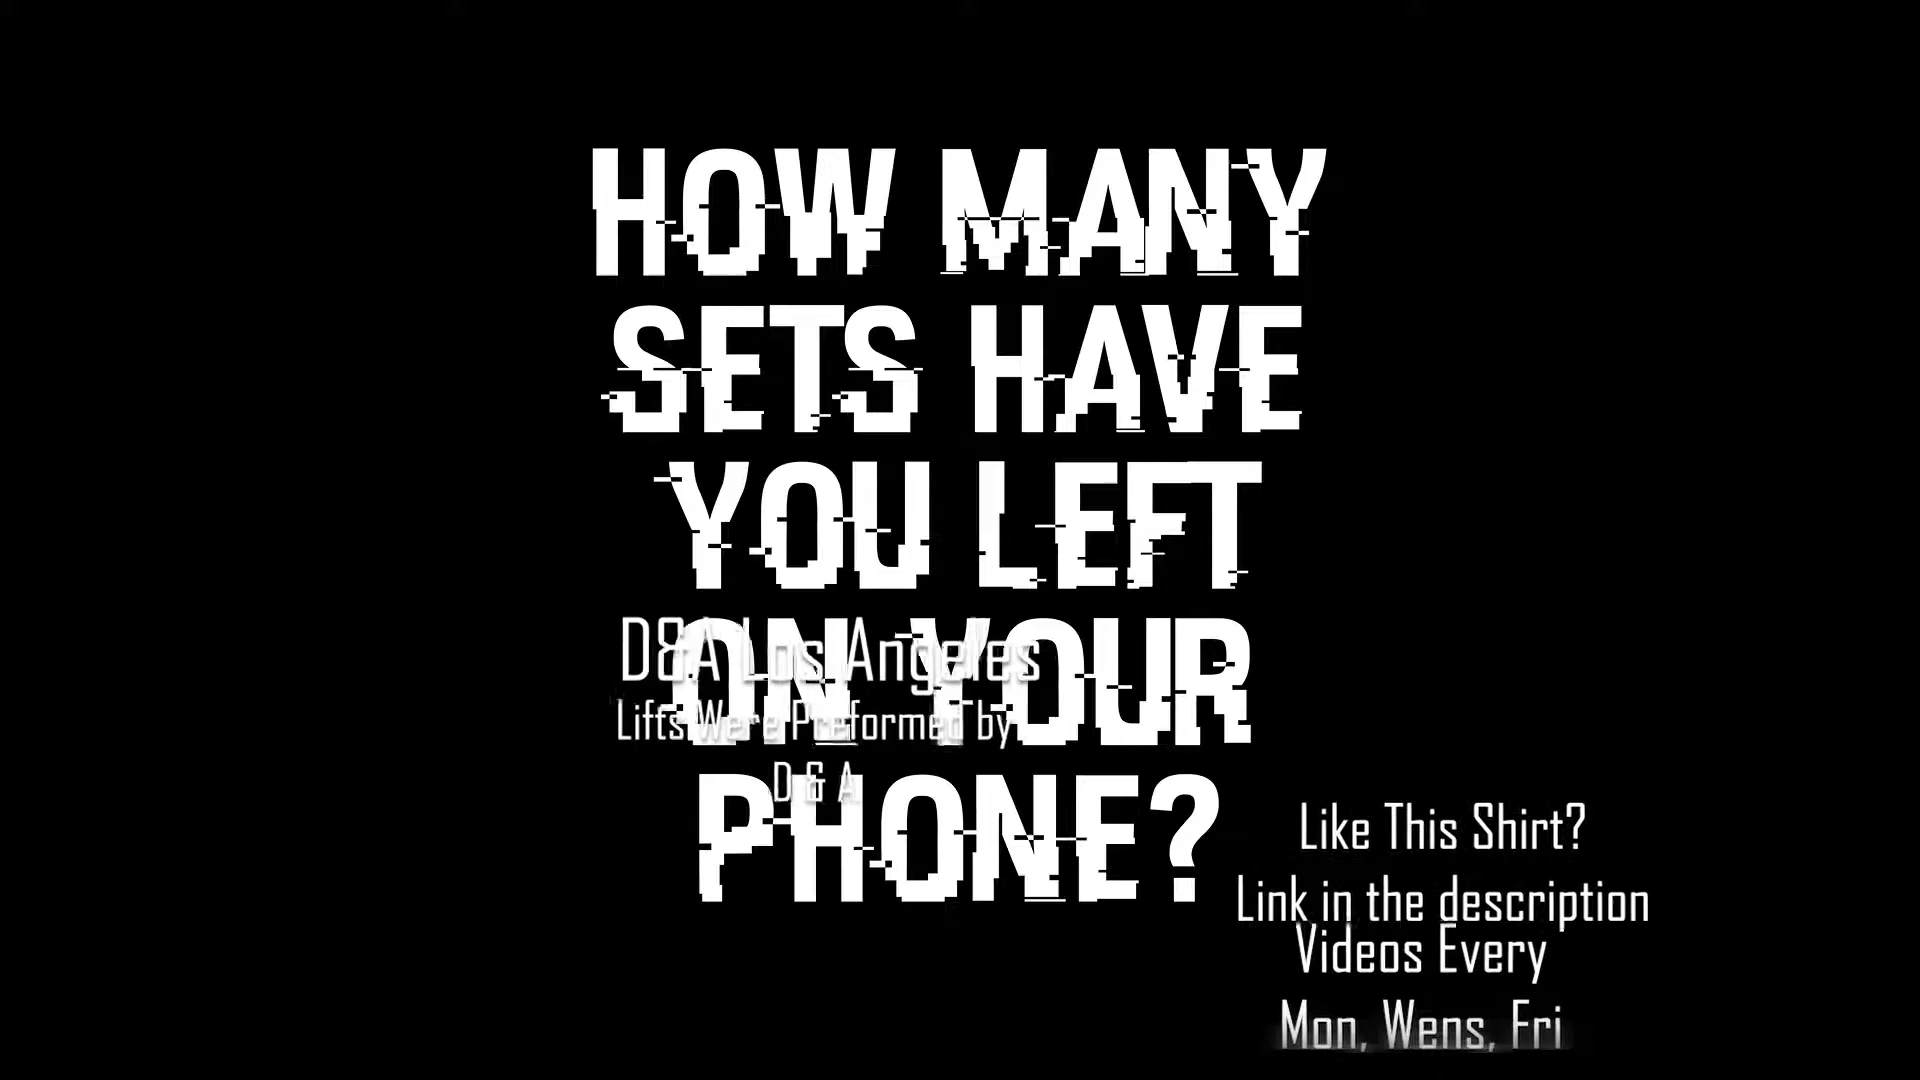 HOW MANY
SETS HAVE
YOU LEFT
ON YOUR
PHONE?
D&A Los Angeles
Lifts Were Preformed by
D & A
Like This Shirt?
Link in the description
Videos Every
Mon, Wens, Fri